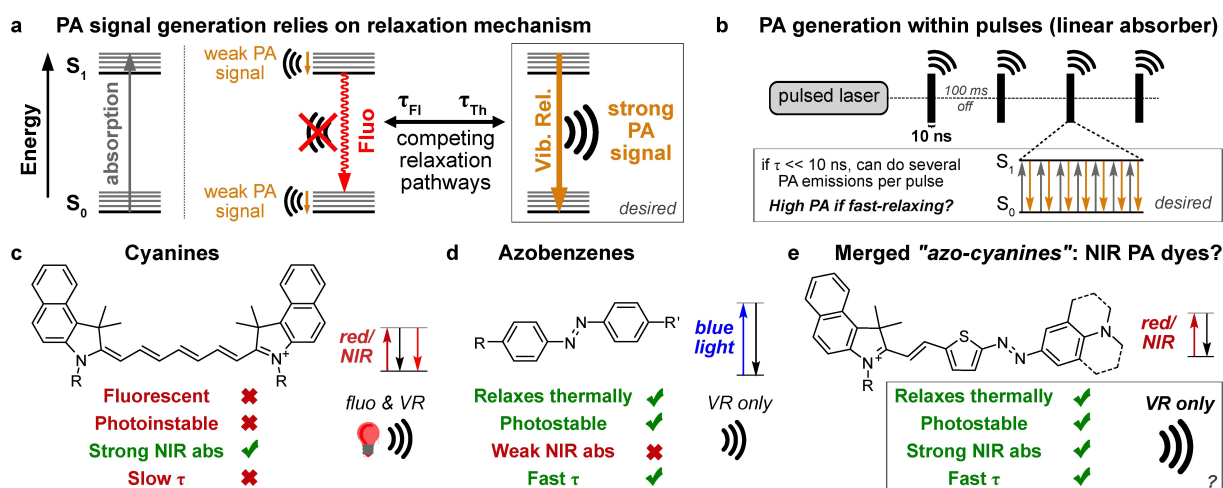 a PA signal generation relies on relaxation mechanism
Energy
S1
S0
absorption
weak PA
signal
weak PA
signal
Fluo
τFl
τTh
competing
relaxation
pathways
Vib. Rel.
strong
PA
signal
desired
b PA generation within pulses (linear absorber)
pulsed laser
100 ms
off
10 ns
if τ << 10 ns, can do several
PA emissions per pulse
High PA if fast-relaxing?
S1
S0
desired
c Cyanines
N
R
N+
R
red/
NIR
Fluorescent
Photoinstable
Strong NIR abs
Slow τ
fluo & VR
d Azobenzenes
R
N
N
R'
blue
light
Relaxes thermally
Photostable
Weak NIR abs
Fast τ
VR only
e Merged "azo-cyanines": NIR PA dyes?
N+
R
S
N
N
N
red/
NIR
Relaxes thermally
Photostable
Strong NIR abs
Fast τ
VR only
?